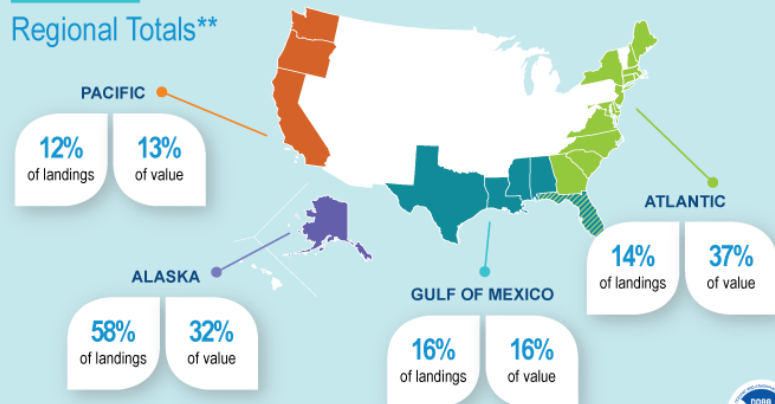 Regional Totals**
PACIFIC
12%
of landings
13%
of value
ATLANTIC
14%
of landings
37%
of value
ALASKA
58%
of landings
32%
of value
GULF OF MEXICO
16%
of landings
16%
of value